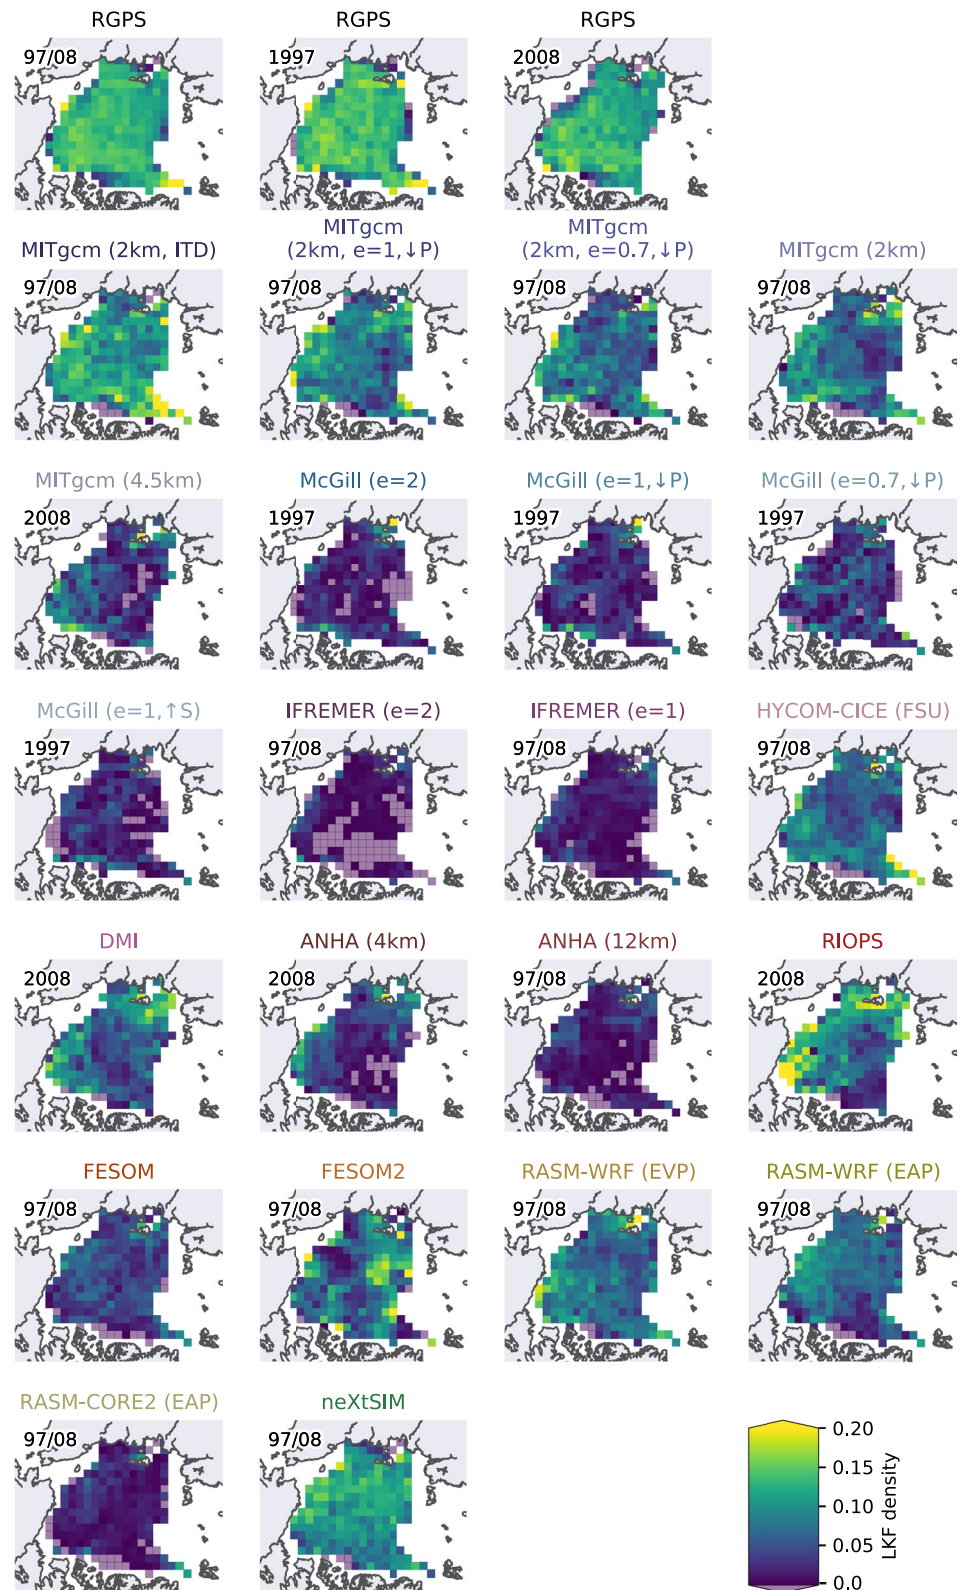 RGPS
RGPS
RGPS
97/08
1997
2008
MITgcm (2km, ITD)
MITgcm
(2km, e=1,↓P)
MITgcm
(2km, e=0.7,↓P)
MITgcm (2km)
97/08
97/08
97/08
97/08
MITgcm (4.5km)
McGill (e=2)
McGill (e=1,↓P)
McGill (e=0.7,↓P)
2008
1997
1997
1997
McGill (e=1,↑S)
IFREMER (e=2)
IFREMER (e=1)
HYCOM-CICE (FSU)
1997
97/08
97/08
97/08
DMI
ANHA (4km)
ANHA (12km)
RIOPS
2008
2008
97/08
2008
FESOM
FESOM2
RASM-WRF (EVP)
RASM-WRF (EAP)
97/08
97/08
97/08
97/08
RASM-CORE2 (EAP)
neXtSIM
97/08
97/08
0.20
0.15
0.10
0.05
0.0
LKF density